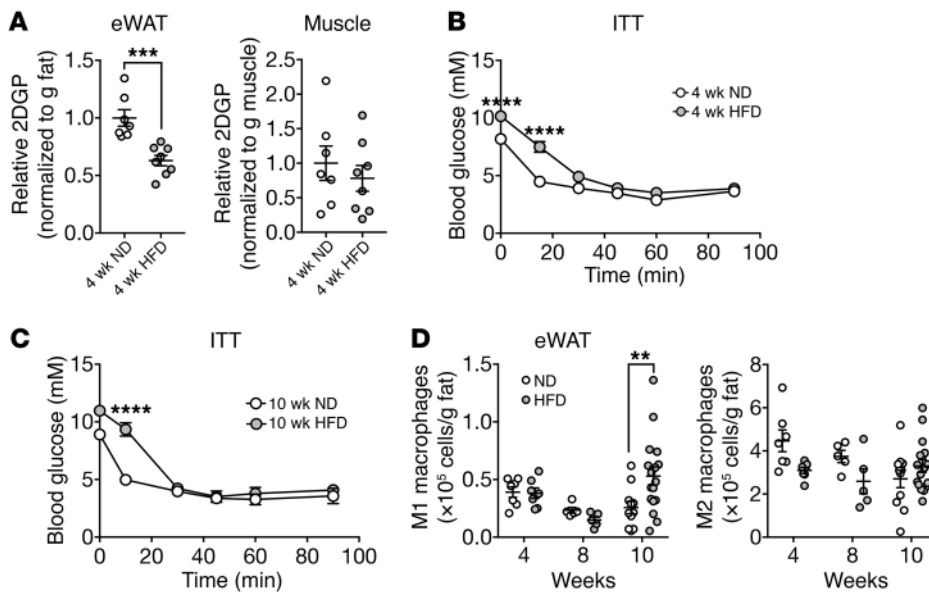 A
eWAT
Muscle
Relative 2DGP
(normalized to g fat)
1.5
1.0
0.5
0.0
***
4 wk ND
4 wk HFD
Relative 2DGP
(normalized to g muscle)
2.5
2.0
1.5
1.0
0.5
0.0
4 wk ND
4 wk HFD
B
ITT
Blood glucose (mM)
15
10
5
0
****
****
4 wk ND
4 wk HFD
0
20
40
60
80
100
Time (min)
C
ITT
Blood glucose (mM)
15
10
5
0
****
10 wk ND
10 wk HFD
0
20
40
60
80
100
Time (min)
D
eWAT
M1 macrophages
(×10⁵ cells/g fat)
1.5
1.0
0.5
0.0
ND
HFD
**
4
8
10
Weeks
M2 macrophages
(×10⁵ cells/g fat)
8
6
4
2
0
4
8
10
Weeks